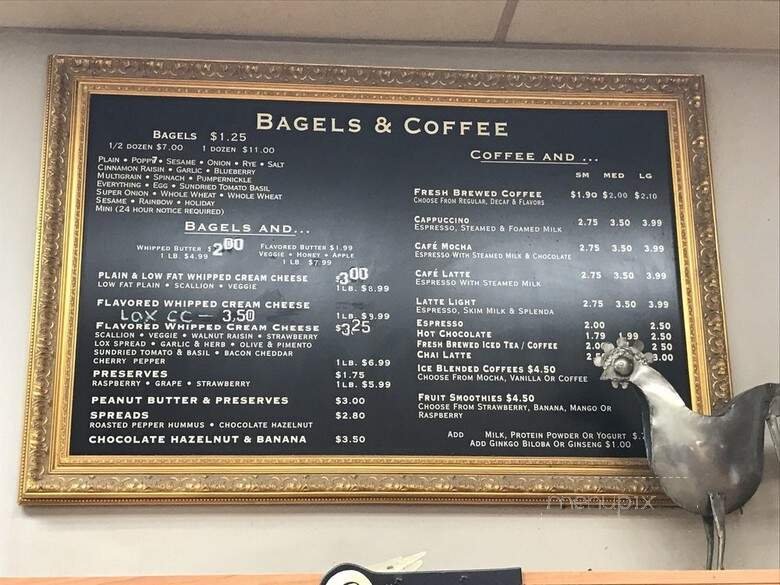 BAGELS & COFFEE
BAGELS $1.25
1/2 DOZEN $7.00 1 DOZEN $11.00
PLAIN • POPPY • SESAME • ONION • RYE • SALT
CINNAMON RAISIN • GARLIC • BLUEBERRY
MULTIGRAIN • SPINACH • PUMPERNICKLE
EVERYTHING • EGG • SUNDRIED TOMATO BASIL
SUPER ONION • WHOLE WHEAT • WHOLE WHEAT
SESAME • RAINBOW • HOLIDAY
MINI (24 HOUR NOTICE REQUIRED)
BAGELS AND...
WHIPPED BUTTER $2.00 FLAVORED BUTTER $1.99
1 LB. $4.99 VEGGIE • HONEY • APPLE
1 LB. $7.99
PLAIN & LOW FAT WHIPPED CREAM CHEESE $3.00
LOW FAT PLAIN • SCALLION • VEGGIE 1LB. $8.99
FLAVORED WHIPPED CREAM CHEESE
LOX CC - 3.50 1LB. $9.99
FLAVORED WHIPPED CREAM CHEESE $3.25
SCALLION • VEGGIE • WALNUT RAISIN • STRAWBERRY
LOX SPREAD • GARLIC & HERB • OLIVE & PIMENTO
SUNDRIED TOMATO & BASIL • BACON CHEDDAR
CHERRY PEPPER 1LB. $6.99
PRESERVES $1.75
RASPBERRY • GRAPE • STRAWBERRY 1LB. $5.99
PEANUT BUTTER & PRESERVES $3.00
SPREADS $2.80
ROASTED PEPPER HUMMUS • CHOCOLATE HAZELNUT
CHOCOLATE HAZELNUT & BANANA $3.50
COFFEE AND ...
SM MED LG
FRESH BREWED COFFEE $1.90 $2.00 $2.10
CHOOSE FROM REGULAR, DECAF & FLAVORS
CAPPUCCINO 2.75 3.50 3.99
ESPRESSO, STEAMED & FOAMED MILK
CAFÉ MOCHA 2.75 3.50 3.99
ESPRESSO WITH STEAMED MILK & CHOCOLATE
CAFÉ LATTE 2.75 3.50 3.99
ESPRESSO WITH STEAMED MILK
LATTE LIGHT 2.75 3.50 3.99
ESPRESSO, SKIM MILK & SPLENDA
ESPRESSO 2.00 2.50
HOT CHOCOLATE 1.79 1.99 2.50
FRESH BREWED ICED TEA / COFFEE 2.00 2.50
CHAI LATTE 3.00
ICE BLENDED COFFEES $4.50
CHOOSE FROM MOCHA, VANILLA OR COFFEE
FRUIT SMOOTHIES $4.50
CHOOSE FROM STRAWBERRY, BANANA, MANGO OR
RASPBERRY
ADD MILK, PROTEIN POWDER OR YOGURT
ADD GINKGO BILOBA OR GINSENG $1.00
menupix